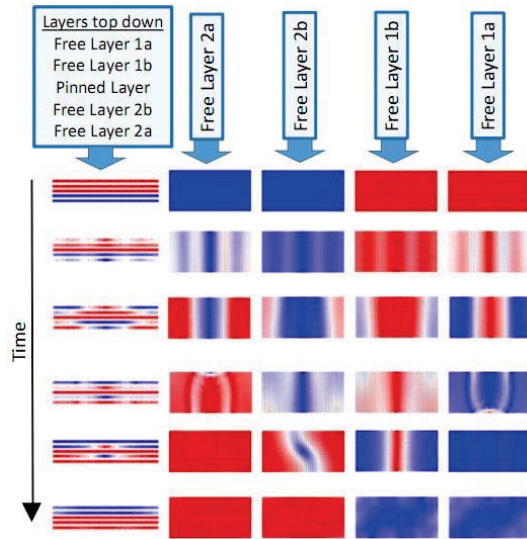 Layers top down
Free Layer 1a
Free Layer 1b
Pinned Layer
Free Layer 2b
Free Layer 2a
Free Layer 2a
Free Layer 2b
Free Layer 1b
Free Layer 1a
Time